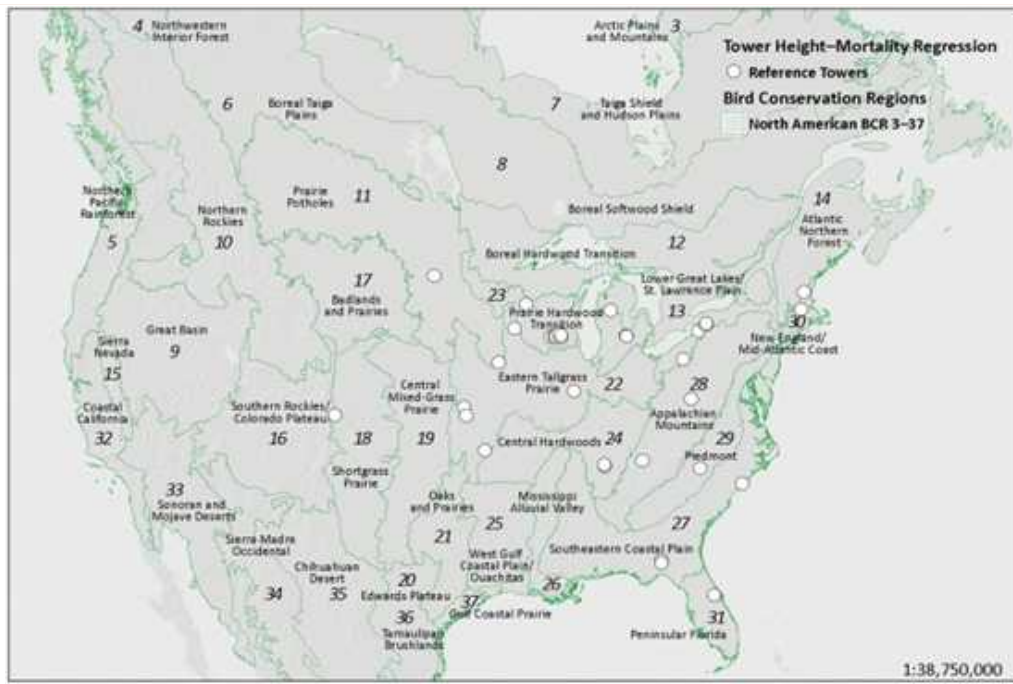 4 Northwestern
Interior Forest
Arctic Plains
and Mountains 3
Tower Height–Mortality Regression
Reference Towers
Bird Conservation Regions
North American BCR 3–37
6
Boreal Taiga
Plains
7
Taiga Shield
and Hudson Plains
8
Northern
Pacific
Rainforest
5
Northern
Rockies
10
Prairie
Potholes
11
14
Atlantic
Northern
Forest
Boreal Softwood Shield
12
Boreal Hardwood Transition
17
Badlands
and Prairies
23
Prairie Hardwood
Transition
Lower Great Lakes/
St. Lawrence Plain
13
30
New England/
Mid-Atlantic Coast
Great Basin
9
Sierra
Nevada
15
Coastal
California
32
Southern Rockies/
Colorado Plateau
16
18
Shortgrass
Prairie
Central
Mixed-Grass
Prairie
19
Eastern Tallgrass
Prairie
22
28
Appalachian
Mountains
Central Hardwoods
24
29
Piedmont
33
Sonoran and
Mojave Deserts
Oaks
and Prairies
21
Mississippi
Alluvial Valley
25
West Gulf
Coastal Plain/
Ouachitas
27
Southeastern Coastal Plain
Sierra Madre
Occidental
34
Chihuahuan
Desert
35
20
Edwards Plateau
26
37
Gulf Coastal Prairie
36
Tamaulipan
Brushlands
31
Peninsular Florida
1:38,750,000